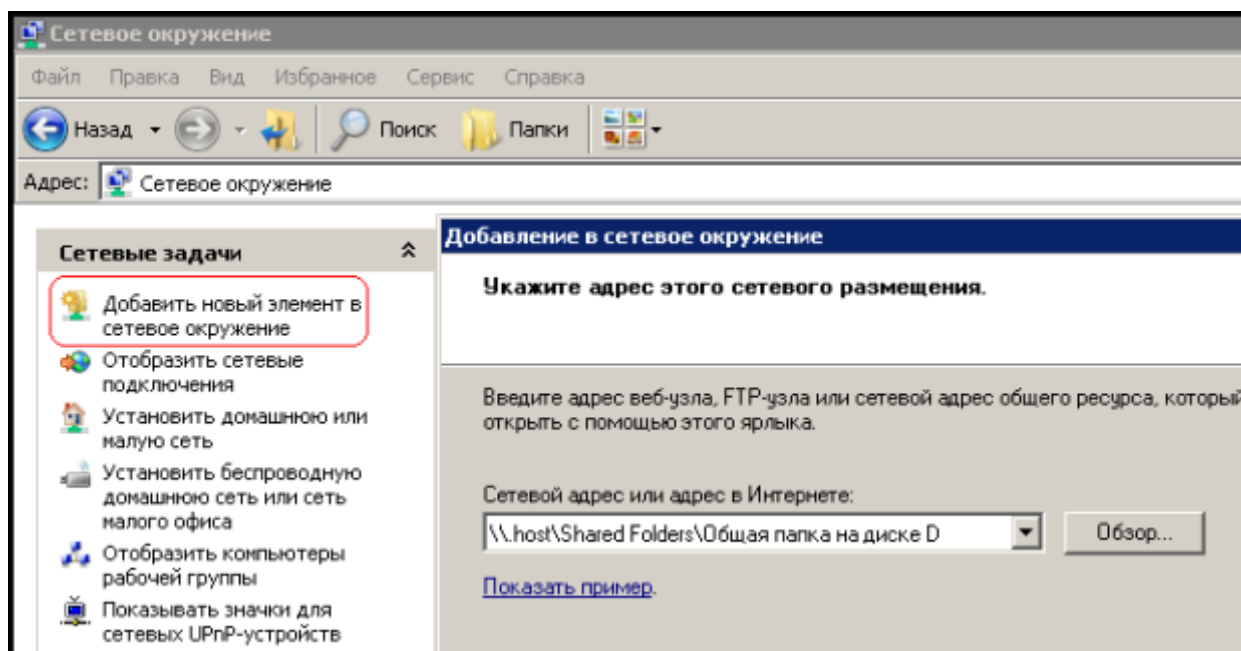 Сетевое окружение
Файл Правка Вид Избранное Сервис Справка
Назад Поиск Папки
Адрес: Сетевое окружение
Сетевые задачи
Добавить новый элемент в
сетевое окружение
Отобразить сетевые
подключения
Установить домашнюю или
малую сеть
Установить беспроводную
домашнюю сеть или сеть
малого офиса
Отобразить компьютеры
рабочей группы
Показывать значки для
сетевых UPnP-устройств
Добавление в сетевое окружение
Укажите адрес этого сетевого размещения.
Введите адрес веб-узла, FTP-узла или сетевой адрес общего ресурса, который
открыть с помощью этого ярлыка.
Сетевой адрес или адрес в Интернете:
\\.host\Shared Folders\Общая папка на диске D
Обзор...
Показать пример.